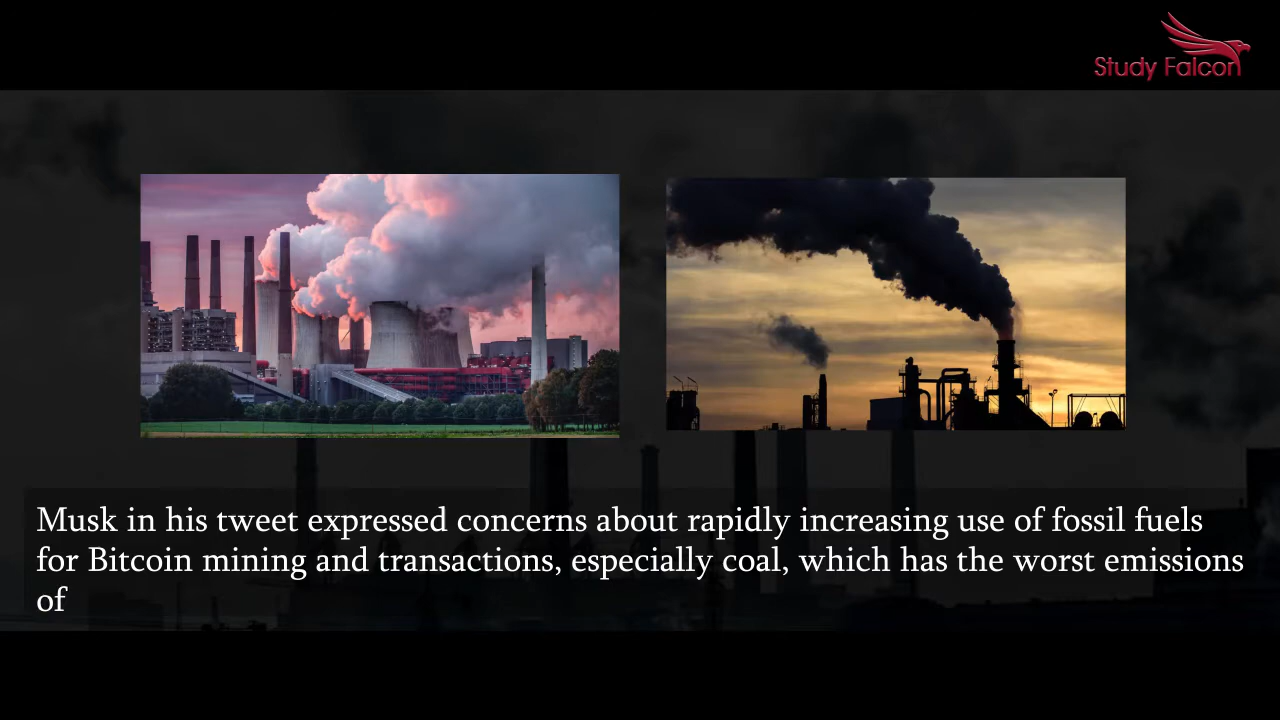 Study Falcon
Musk in his tweet expressed concerns about rapidly increasing use of fossil fuels
for Bitcoin mining and transactions, especially coal, which has the worst emissions
of